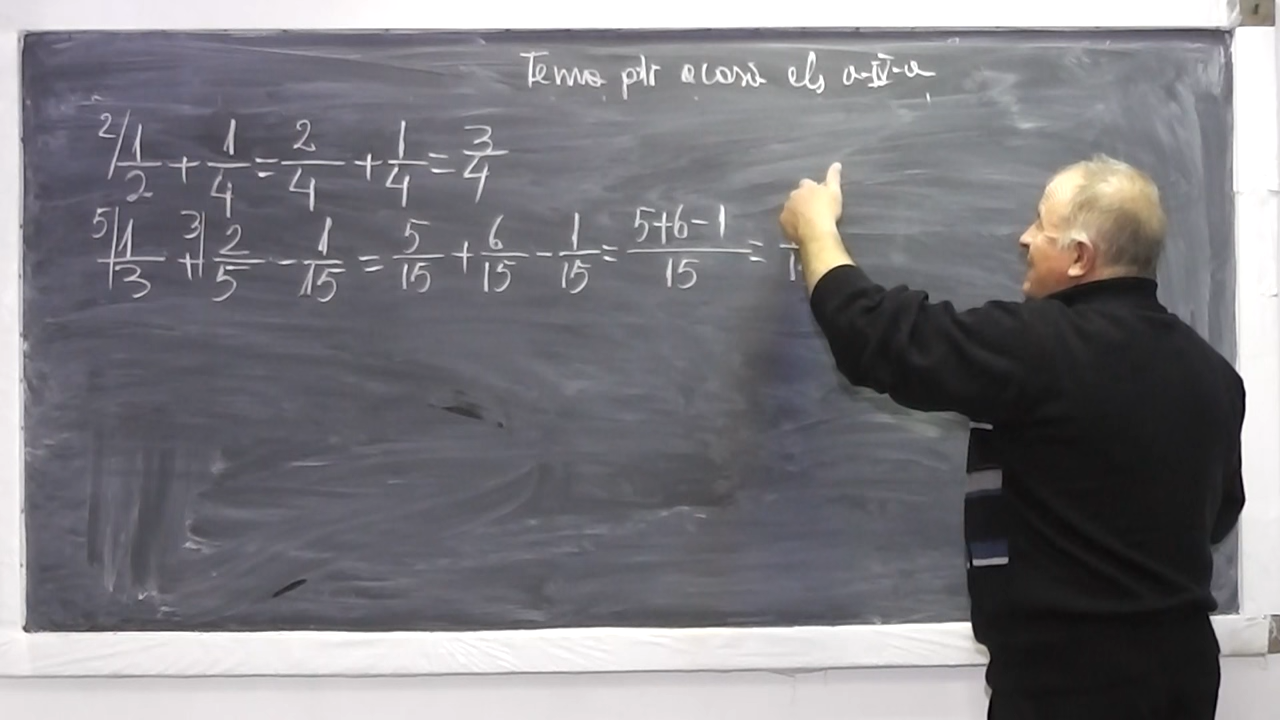 Tema ptr acasă cls a-IV-a
2/ 1/2 + 1/4 = 2/4 + 1/4 = 3/4
5/ 1/3 + 3/ 2/5 - 1/15 = 5/15 + 6/15 - 1/15 = 5+6-1/15 =